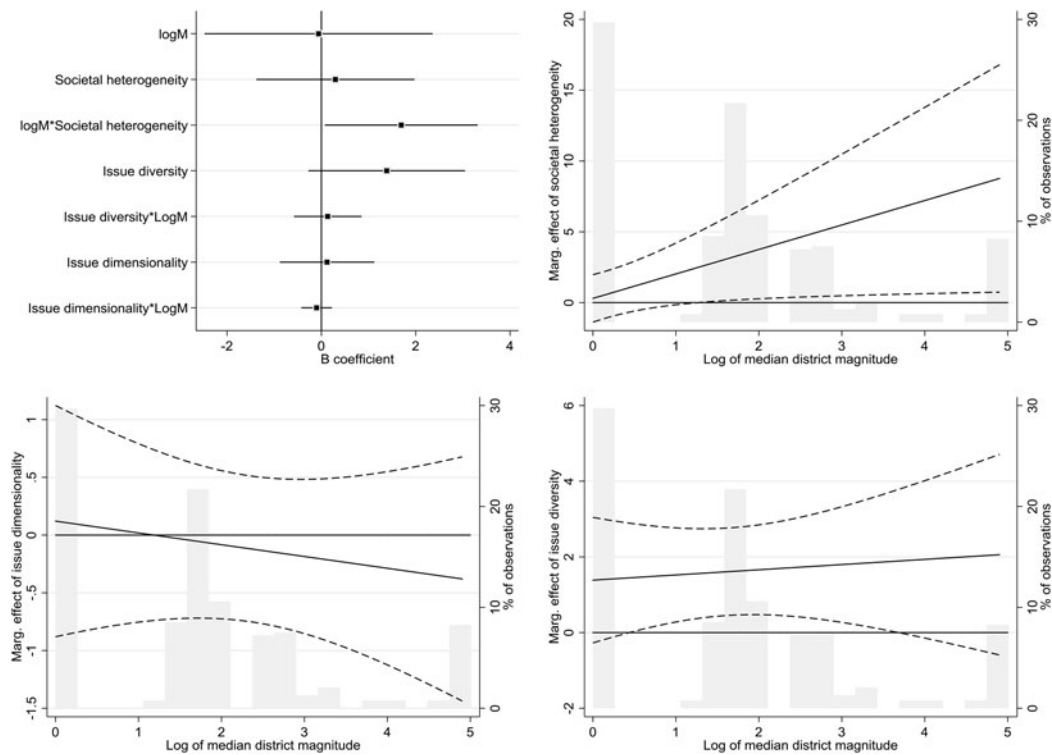 logM
Societal heterogeneity
logM*Societal heterogeneity
Issue diversity
Issue diversity*LogM
Issue dimensionality
Issue dimensionality*LogM
-2 0 2 4
B coefficient
Marg. effect of societal heterogeneity
20
15
10
5
0
0 1 2 3 4 5
Log of median district magnitude
30
20
10
0
% of observations
Marg. effect of issue dimensionality
1
.5
0
-.5
-1
-1.5
0 1 2 3 4 5
Log of median district magnitude
30
20
10
0
% of observations
Marg. effect of issue diversity
6
4
2
0
-2
0 1 2 3 4 5
Log of median district magnitude
30
20
10
0
% of observations